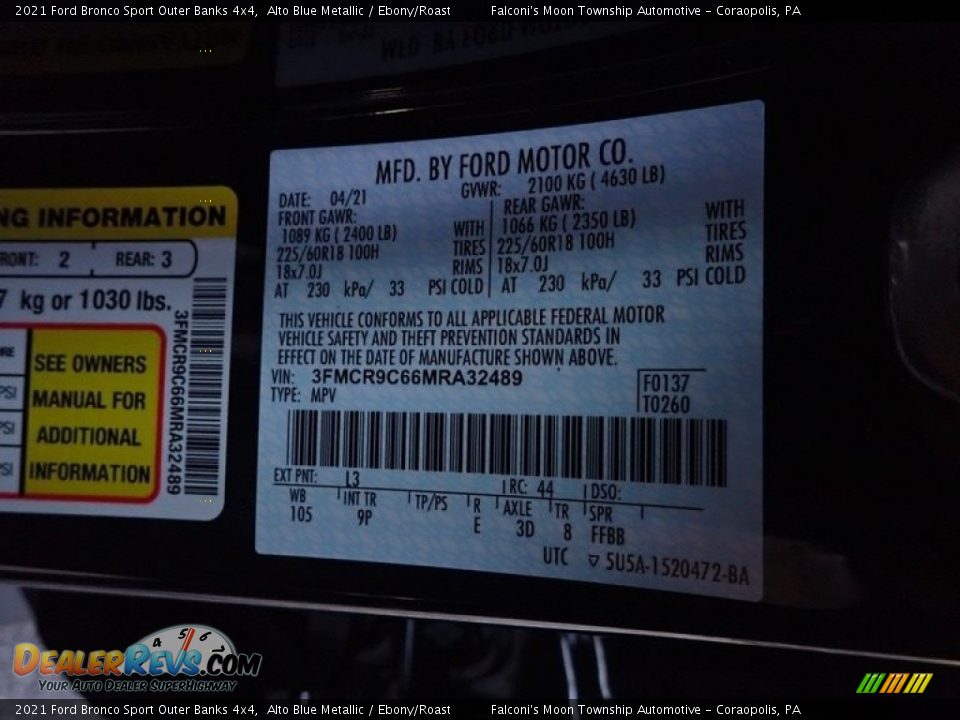 2021 Ford Bronco Sport Outer Banks 4x4,  Alto Blue Metallic / Ebony/Roast          Falconi's Moon Township Automotive - Coraopolis, PA
MFD. BY FORD MOTOR CO.
DATE: 04/21 GVWR: 2100 KG ( 4630 LB)
FRONT GAWR: REAR GAWR:
1089 KG ( 2400 LB) WITH 1066 KG ( 2350 LB) WITH
225/60R18 100H TIRES 225/60R18 100H TIRES
18x7.0J RIMS 18x7.0J RIMS
AT 230 kPa/ 33 PSI COLD AT 230 kPa/ 33 PSI COLD
THIS VEHICLE CONFORMS TO ALL APPLICABLE FEDERAL MOTOR
VEHICLE SAFETY AND THEFT PREVENTION STANDARDS IN
EFFECT ON THE DATE OF MANUFACTURE SHOWN ABOVE.
VIN: 3FMCR9C66MRA32489 F0137
TYPE: MPV T0260
EXT PNT: L3 RC: 44 DSO:
WB INT TR TP/PS R AXLE TR SPR
105 9P E 3D 8 FFBB
UTC 5U5A-1520472-BA
NG INFORMATION
RONT: 2 REAR: 3
7 kg or 1030 lbs.
3FMCR9C66MRA32489
RE
PSI
PSI
PSI
SEE OWNERS
MANUAL FOR
ADDITIONAL
INFORMATION
4 5 6
DealerRevs.com
Your Auto Dealer SuperHighway
2021 Ford Bronco Sport Outer Banks 4x4,  Alto Blue Metallic / Ebony/Roast          Falconi's Moon Township Automotive - Coraopolis, PA